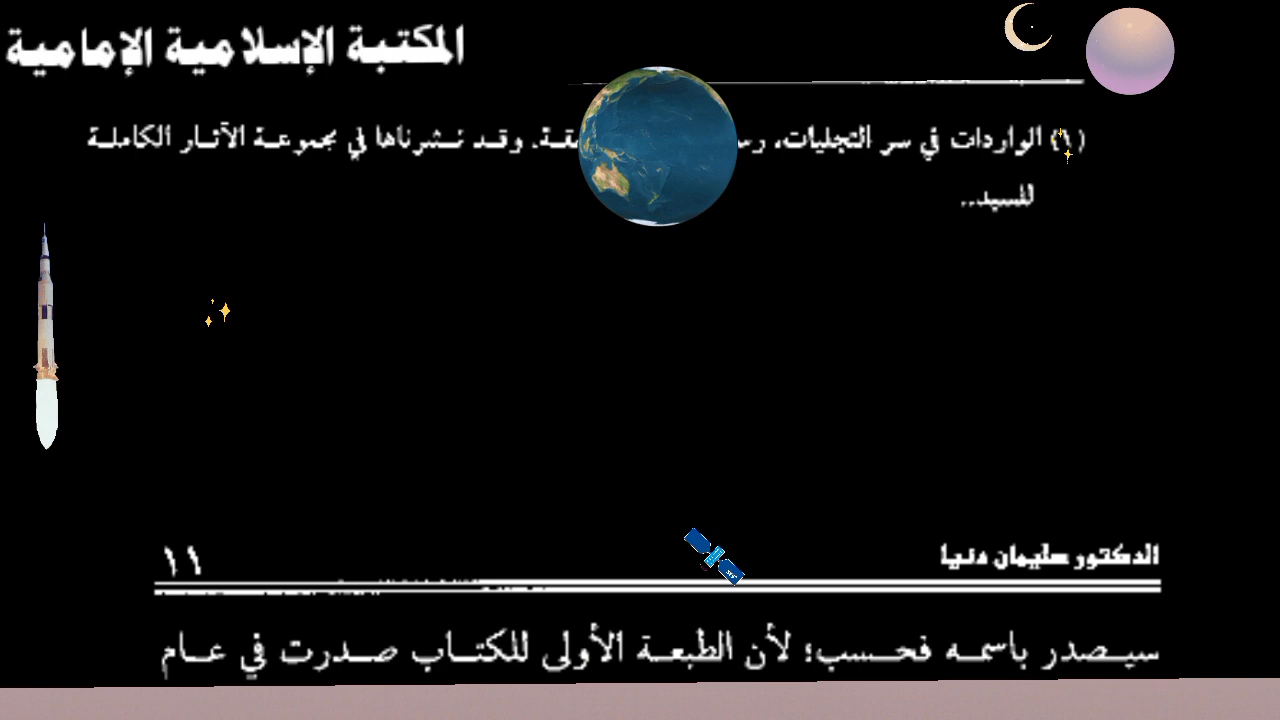 المكتبة الإسلامية الإمامية
(١) الواردات في سر التجليات، وقد نشرناها في مجموعة الآثار الكاملة
للسيد..
الدكتور سليمان دنيا
١١
سيصدر باسمه فحسب؛ لأن الطبعة الأولى للكتاب صدرت في عام